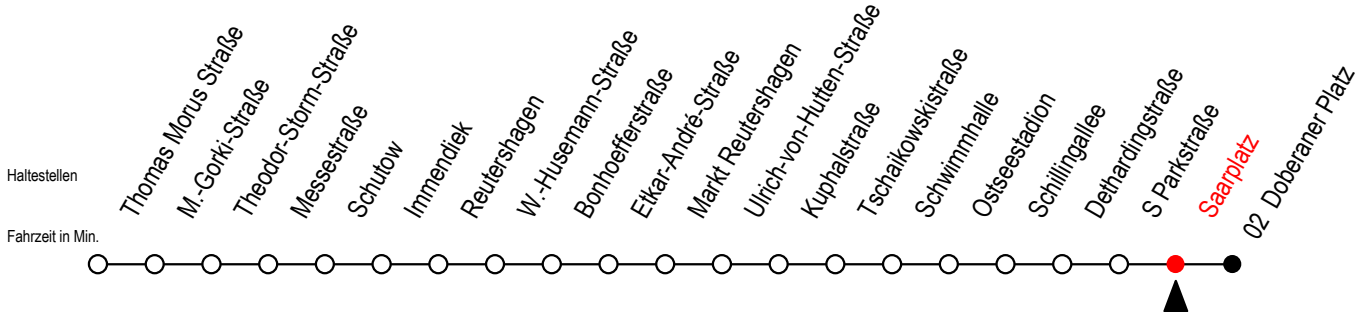 Haltestellen
Fahrzeit in Min.
Thomas Morus Straße
M.-Gorki-Straße
Theodor-Storm-Straße
Messestraße
Schutow
Immendiek
Reutershagen
W.-Husemann-Straße
Bonhoefferstraße
Etkar-André-Straße
Markt Reutershagen
Ulrich-von-Hutten-Straße
Kuphalstraße
Tschaikowskistraße
Schwimmhalle
Ostseestadion
Schillingallee
Dethardingstraße
S Parkstraße
Saarplatz
02 Doberamer Platz